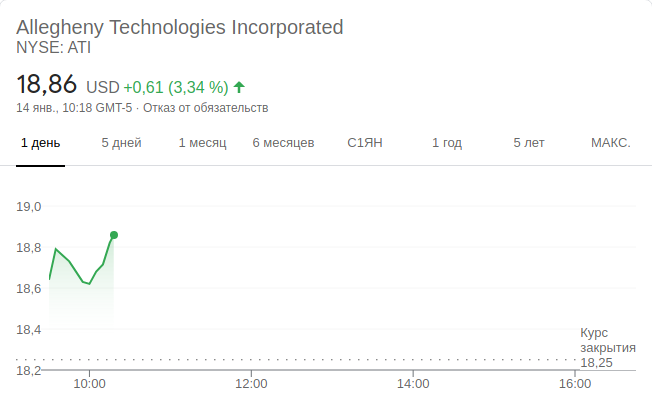 Allegheny Technologies Incorporated
NYSE: ATI
18,86 USD +0,61 (3,34 %) ↑
14 янв., 10:18 GMT-5 · Отказ от обязательств
1 день 5 дней 1 месяц 6 месяцев С1ЯН 1 год 5 лет МАКС.
19,0
18,8
18,6
18,4
Курс
закрытия
18,25
18,2
10:00 12:00 14:00 16:00